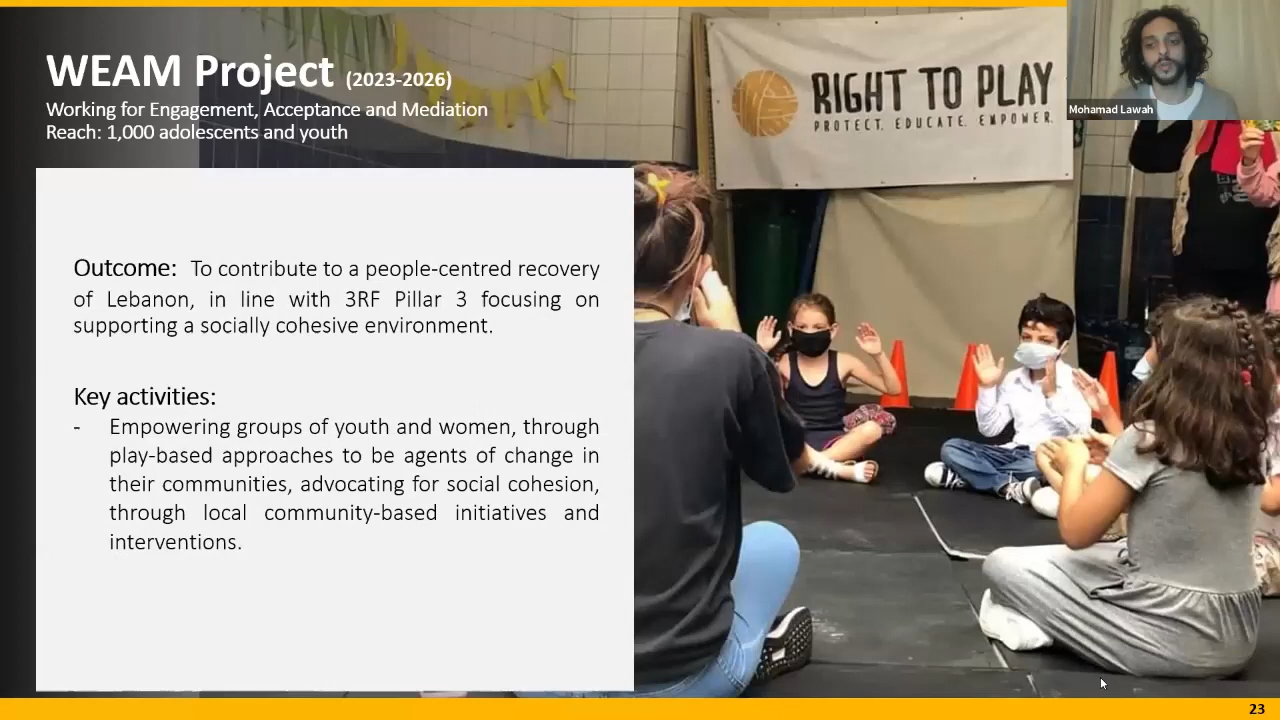 WEAM Project (2023-2026)
Working for Engagement, Acceptance and Mediation
Reach: 1,000 adolescents and youth
RIGHT TO PLAY
PROTECT. EDUCATE. EMPOWER.
Mohamad Lawah
Outcome: To contribute to a people-centred recovery
of Lebanon, in line with 3RF Pillar 3 focusing on
supporting a socially cohesive environment.
Key activities:
- Empowering groups of youth and women, through
play-based approaches to be agents of change in
their communities, advocating for social cohesion,
through local community-based initiatives and
interventions.
23